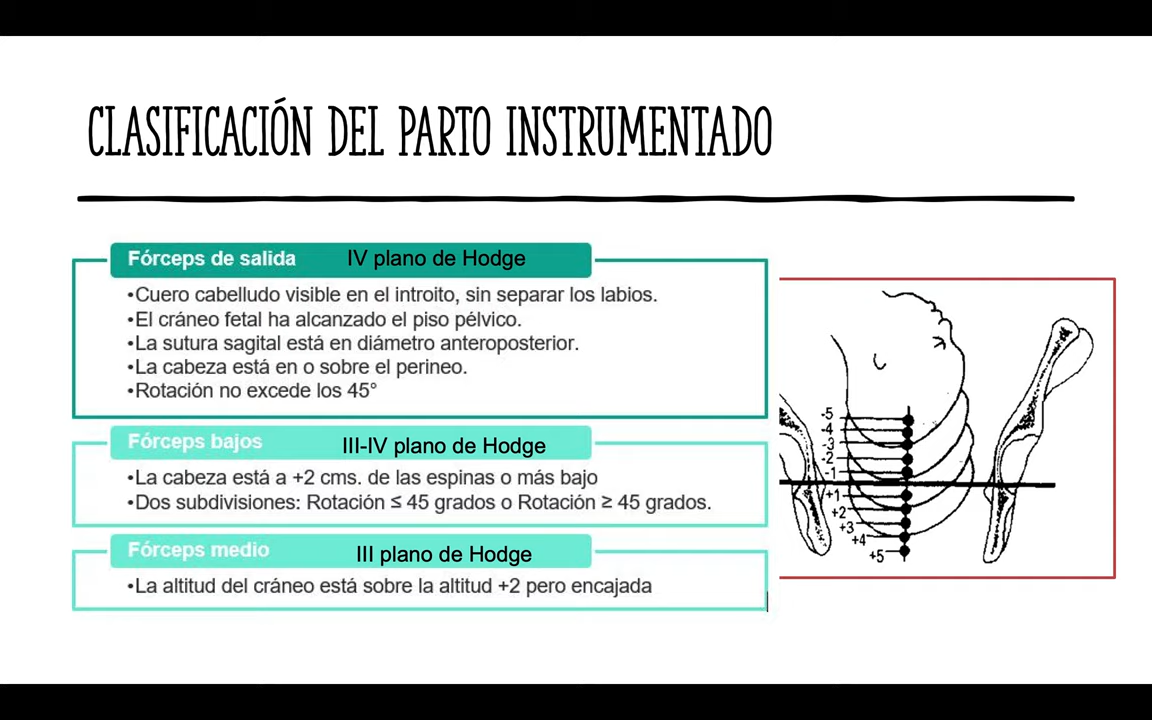 CLASIFICACIÓN DEL PARTO INSTRUMENTADO
Fórceps de salida IV plano de Hodge
•Cuero cabelludo visible en el introito, sin separar los labios.
•El cráneo fetal ha alcanzado el piso pélvico.
•La sutura sagital está en diámetro anteroposterior.
•La cabeza está en o sobre el perineo.
•Rotación no excede los 45°
Fórceps bajos III-IV plano de Hodge
•La cabeza está a +2 cms. de las espinas o más bajo
•Dos subdivisiones: Rotación ≤ 45 grados o Rotación ≥ 45 grados.
Fórceps medio III plano de Hodge
•La altitud del cráneo está sobre la altitud +2 pero encajada
-5
-4
-3
-2
-1
+1
+2
+3
+4
+5